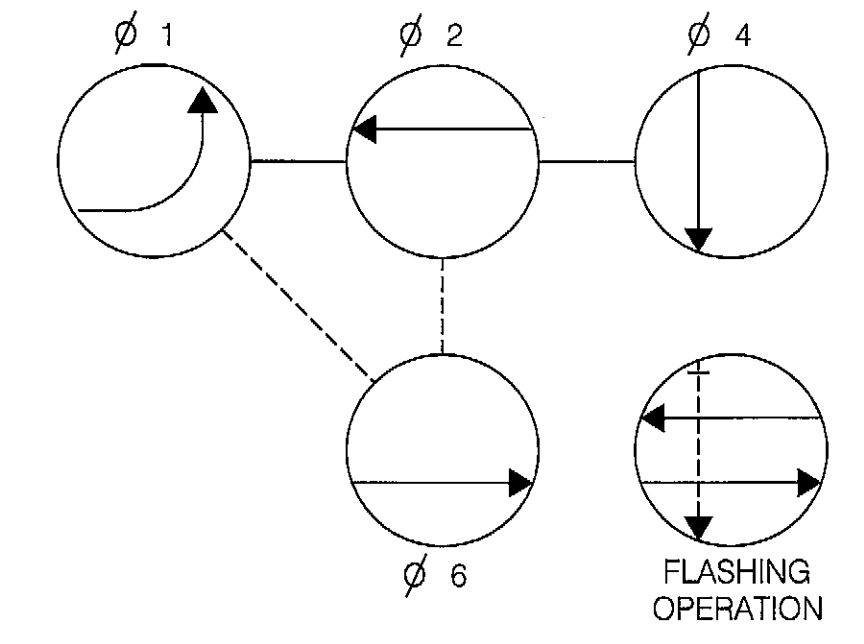 Ø 1
Ø 2
Ø 4
Ø 6
FLASHING
OPERATION